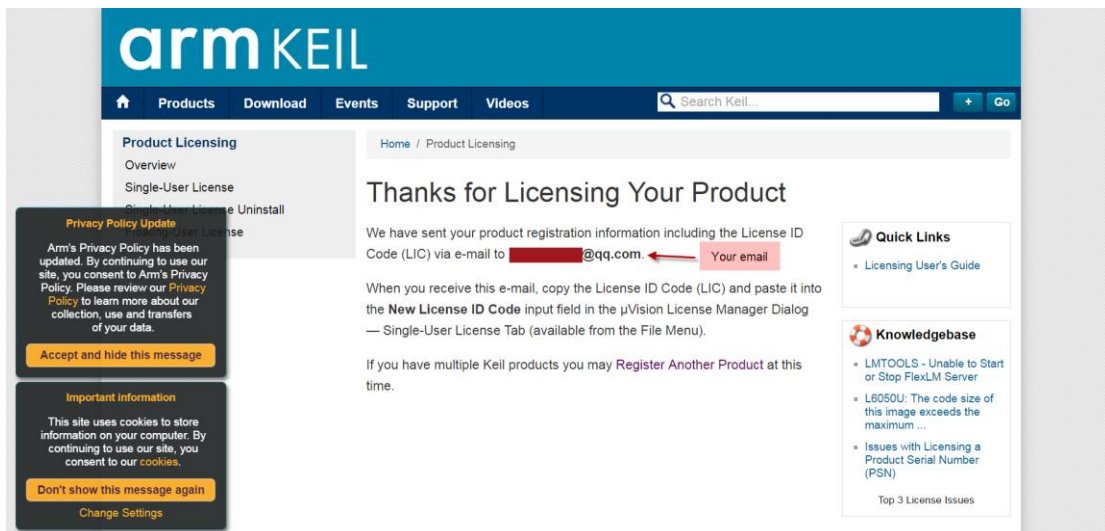 arm KEIL
Products Download Events Support Videos Search Keil... + Go
Product Licensing
Overview
Single-User License
Single-User License Uninstall
Floating-User License
Home / Product Licensing
Thanks for Licensing Your Product
We have sent your product registration information including the License ID
Code (LIC) via e-mail to @qq.com. Your email
When you receive this e-mail, copy the License ID Code (LIC) and paste it into
the New License ID Code input field in the µVision License Manager Dialog
— Single-User License Tab (available from the File Menu).
If you have multiple Keil products you may Register Another Product at this
time.
Quick Links
Licensing User's Guide
Knowledgebase
LMTOOLS - Unable to Start
or Stop FlexLM Server
L6050U: The code size of
this image exceeds the
maximum ...
Issues with Licensing a
Product Serial Number
(PSN)
Top 3 License Issues
Privacy Policy Update
Arm's Privacy Policy has been
updated. By continuing to use our
site, you consent to Arm's Privacy
Policy. Please review our Privacy
Policy to learn more about our
collection, use and transfers
of your data.
Accept and hide this message
Important information
This site uses cookies to store
information on your computer. By
continuing to use our site, you
consent to our cookies.
Don't show this message again
Change Settings